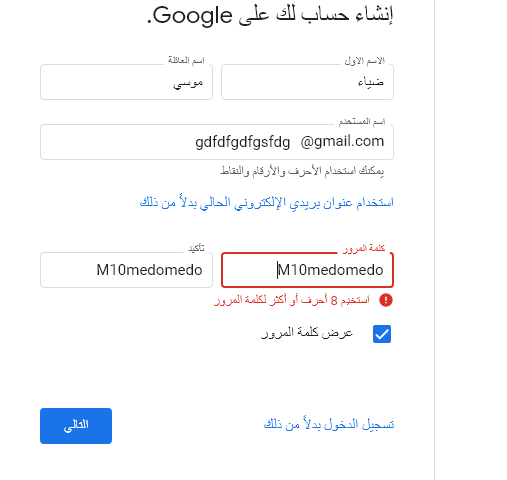 إنشاء حساب لك على Google.
الاسم الأول
اسم العائلة
ضياء
موسي
اسم المستخدم
gdfdfgdfgsfdg @gmail.com
يمكنك استخدام الأحرف والأرقام والنقاط
استخدام عنوان بريدي الإلكتروني الحالي بدلاً من ذلك
كلمة المرور
تأكيد
M10medomedo
M10medomedo
استخدِم 8 أحرف أو أكثر لكلمة المرور
عرض كلمة المرور
تسجيل الدخول بدلاً من ذلك
التالي